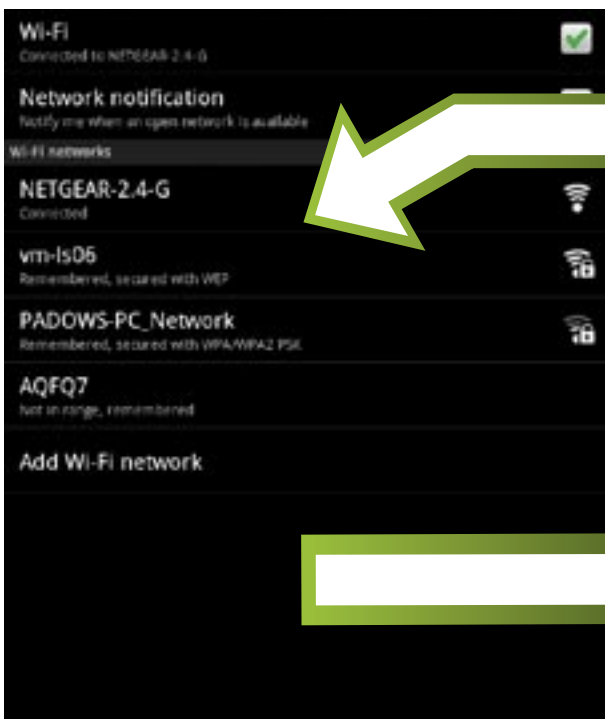 Wi-Fi
Connected to NETGEAR-2.4-G
Network notification
Notify me when an open network is available
Wi-Fi networks
NETGEAR-2.4-G
Connected
vm-ls06
Remembered, secured with WEP
PADOWS-PC_Network
Remembered, secured with WPA/WPA2 PSK
AQFQ7
Not in range, remembered
Add Wi-Fi network